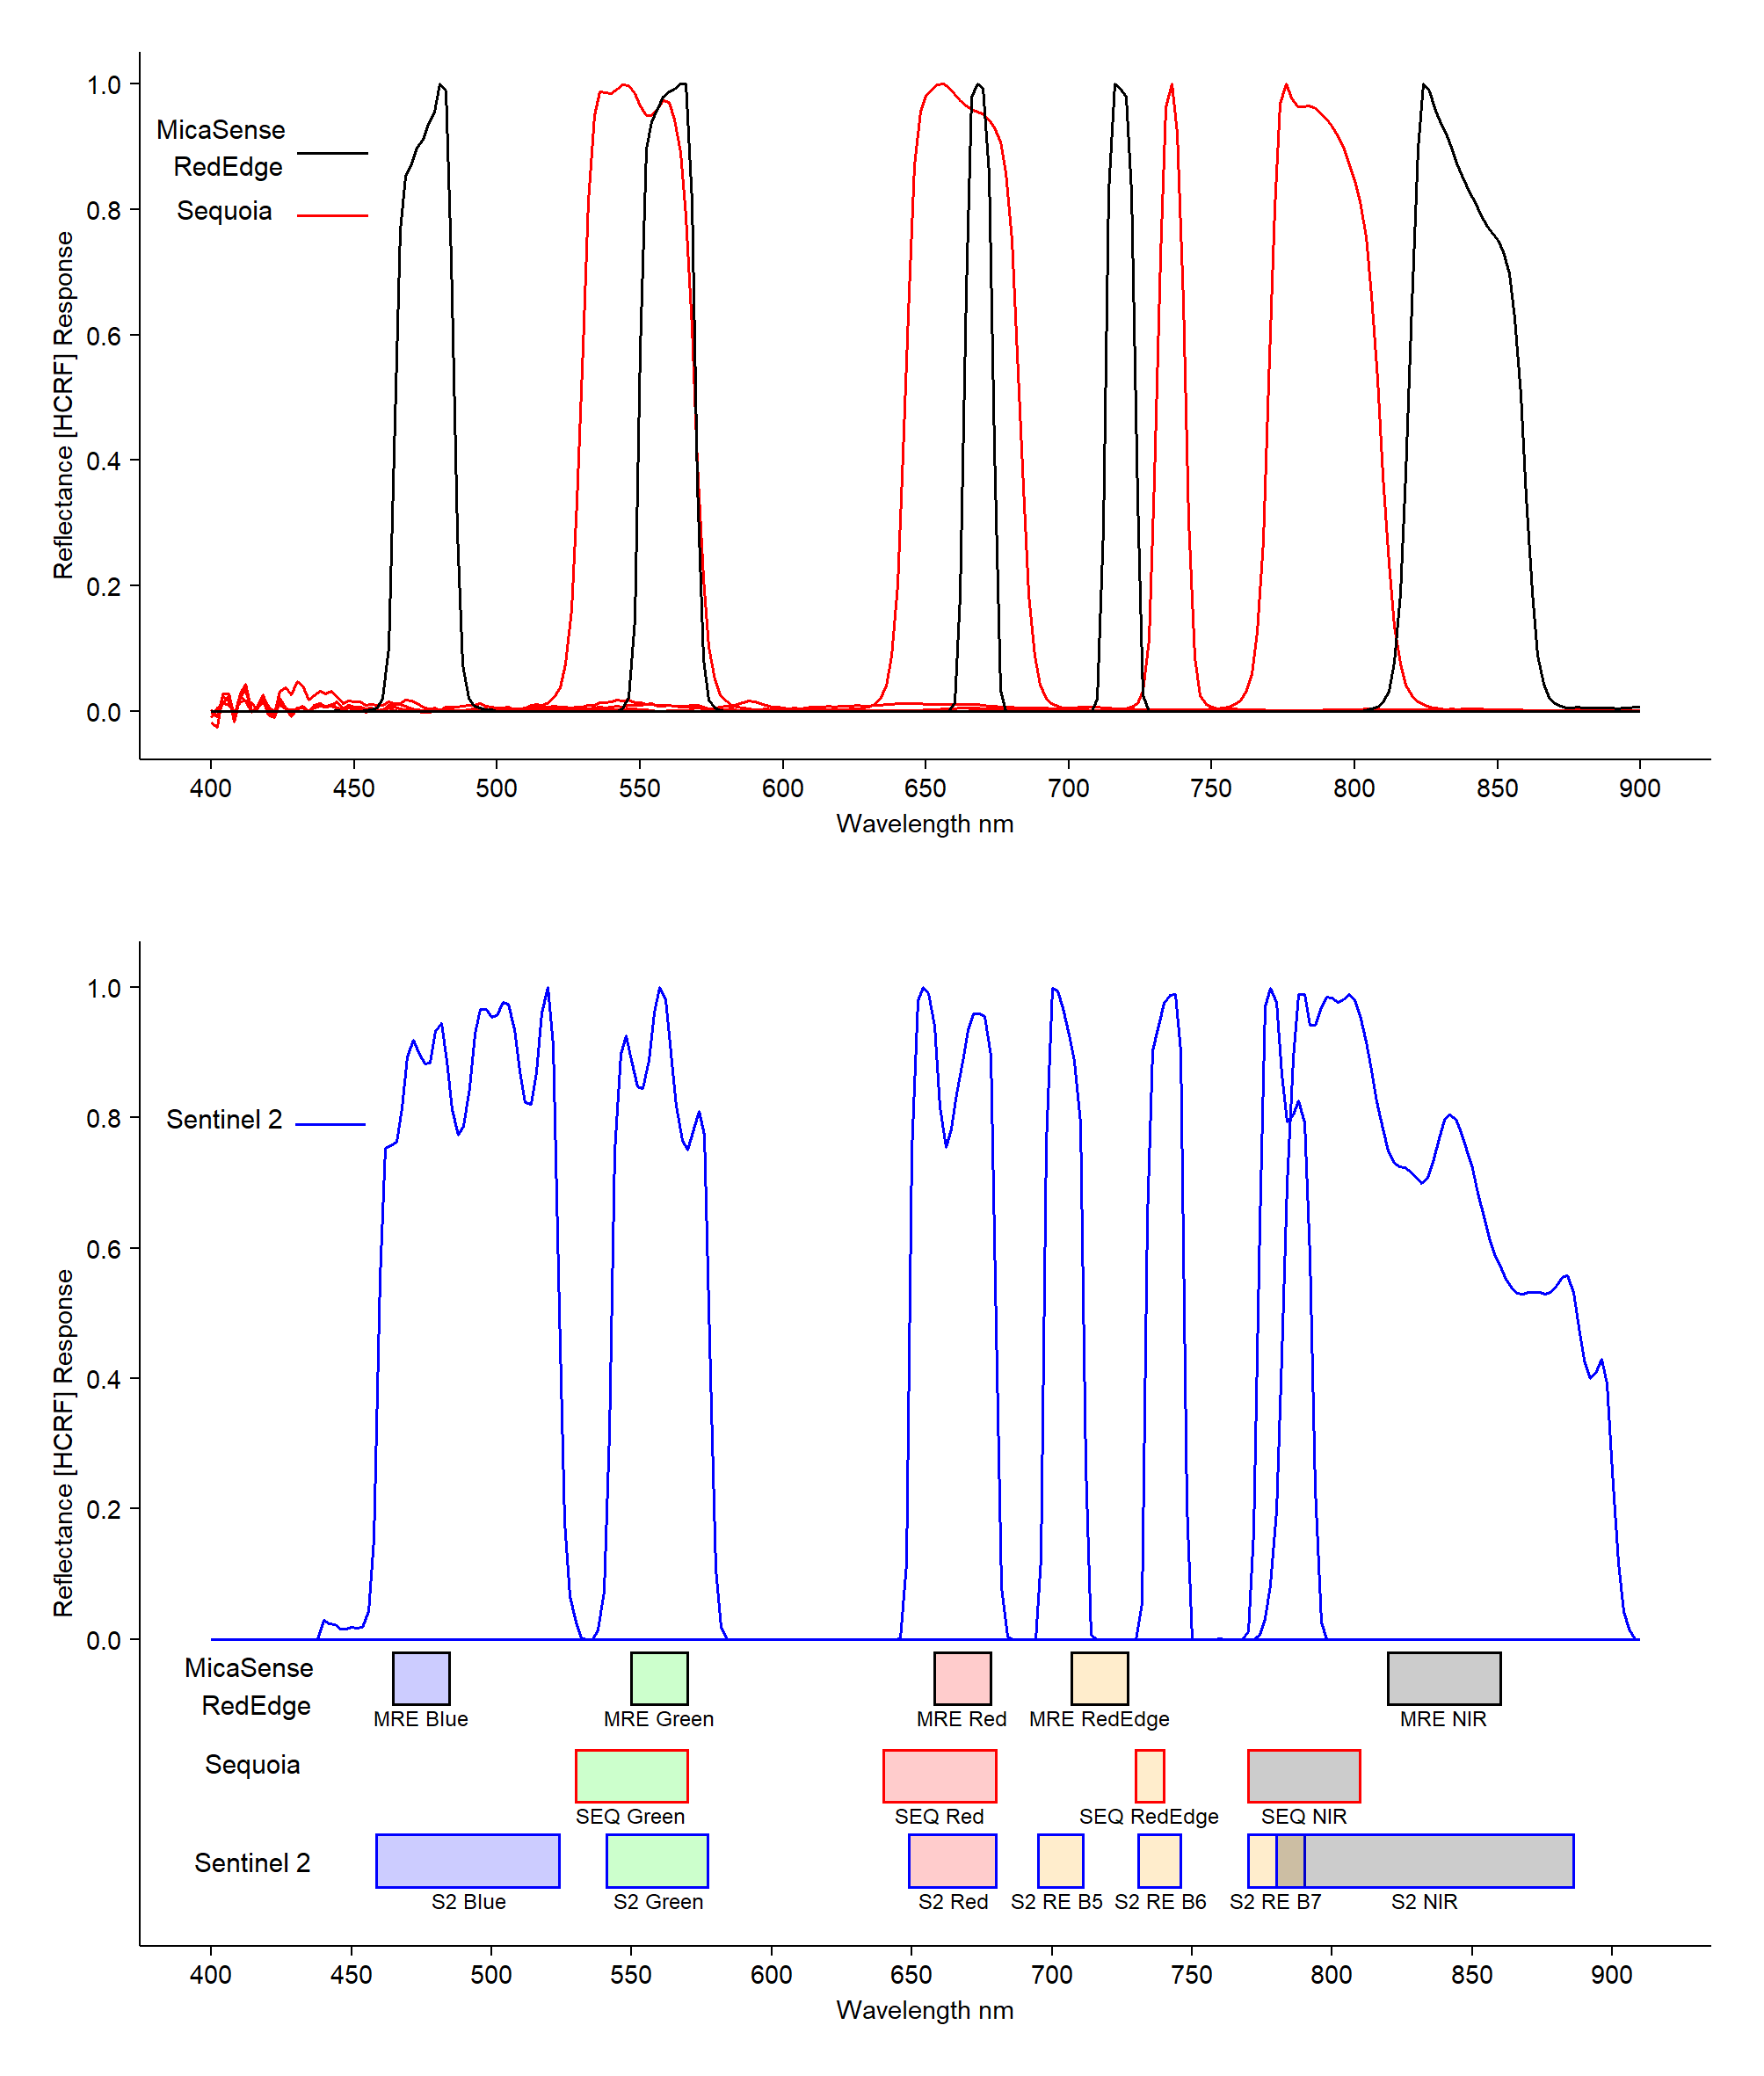 1.0
MicaSense
RedEdge
Sequoia
0.8
0.6
0.4
0.2
0.0
Reflectance [HCRF] Response
400 450 500 550 600 650 700 750 800 850 900
Wavelength nm
1.0
Sentinel 2
0.8
0.6
0.4
0.2
0.0
Reflectance [HCRF] Response
MicaSense
RedEdge
MRE Blue MRE Green MRE Red MRE RedEdge MRE NIR
Sequoia
SEQ Green SEQ Red SEQ RedEdge SEQ NIR
Sentinel 2
S2 Blue S2 Green S2 Red S2 RE B5 S2 RE B6 S2 RE B7 S2 NIR
400 450 500 550 600 650 700 750 800 850 900
Wavelength nm